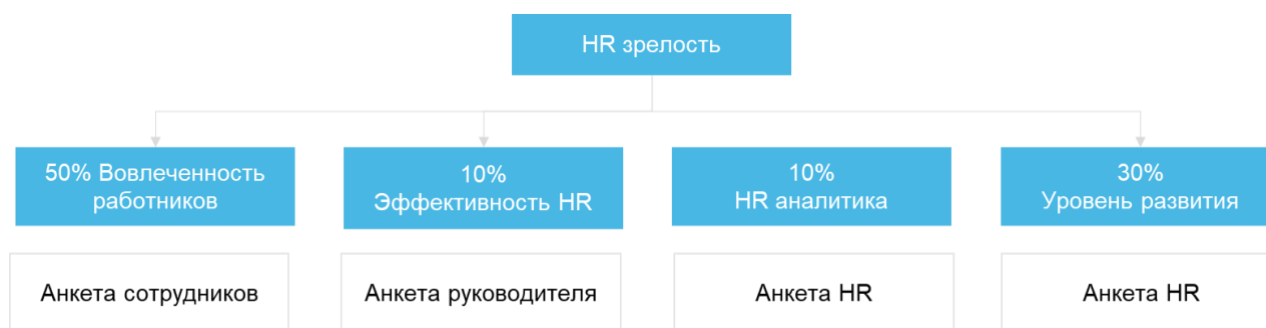 HR зрелость
50% Вовлеченность
работников
10%
Эффективность HR
10%
HR аналитика
30%
Уровень развития
Анкета сотрудников
Анкета руководителя
Анкета HR
Анкета HR